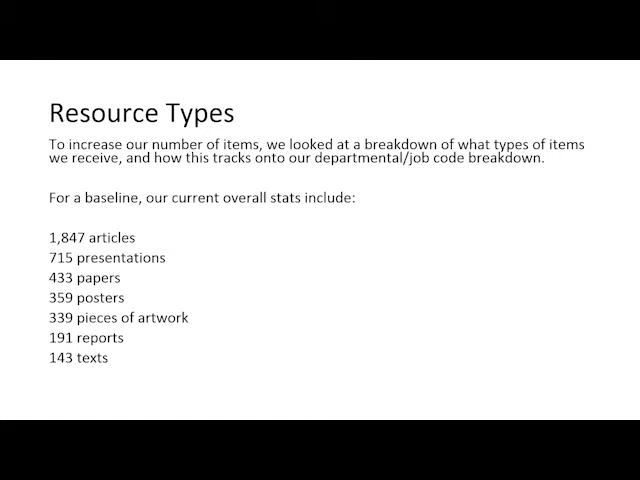 Resource Types
To increase our number of items, we looked at a breakdown of what types of items
we receive, and how this tracks onto our departmental/job code breakdown.
For a baseline, our current overall stats include:
1,847 articles
715 presentations
433 papers
359 posters
339 pieces of artwork
191 reports
143 texts